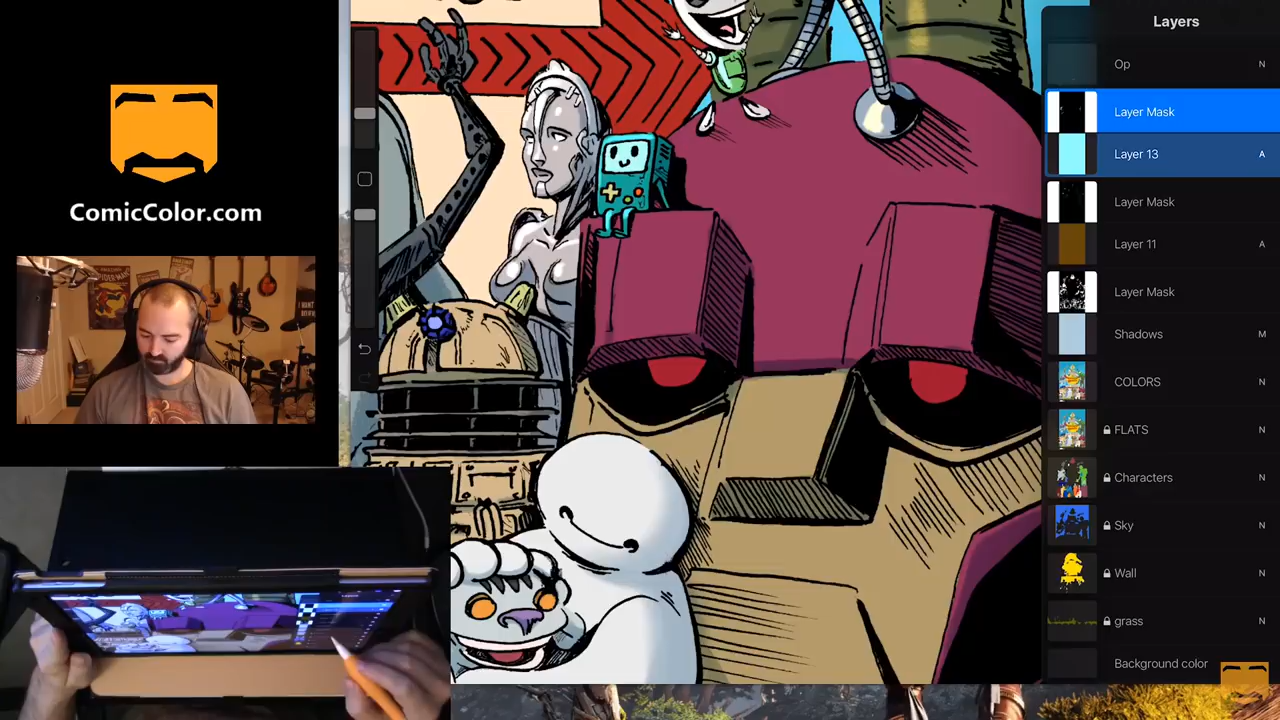 ComicColor.com
Layers
Op N
Layer Mask
Layer 13 A
Layer Mask
Layer 11 A
Layer Mask
Shadows M
COLORS N
FLATS N
Characters N
Sky N
Wall N
grass N
Background color